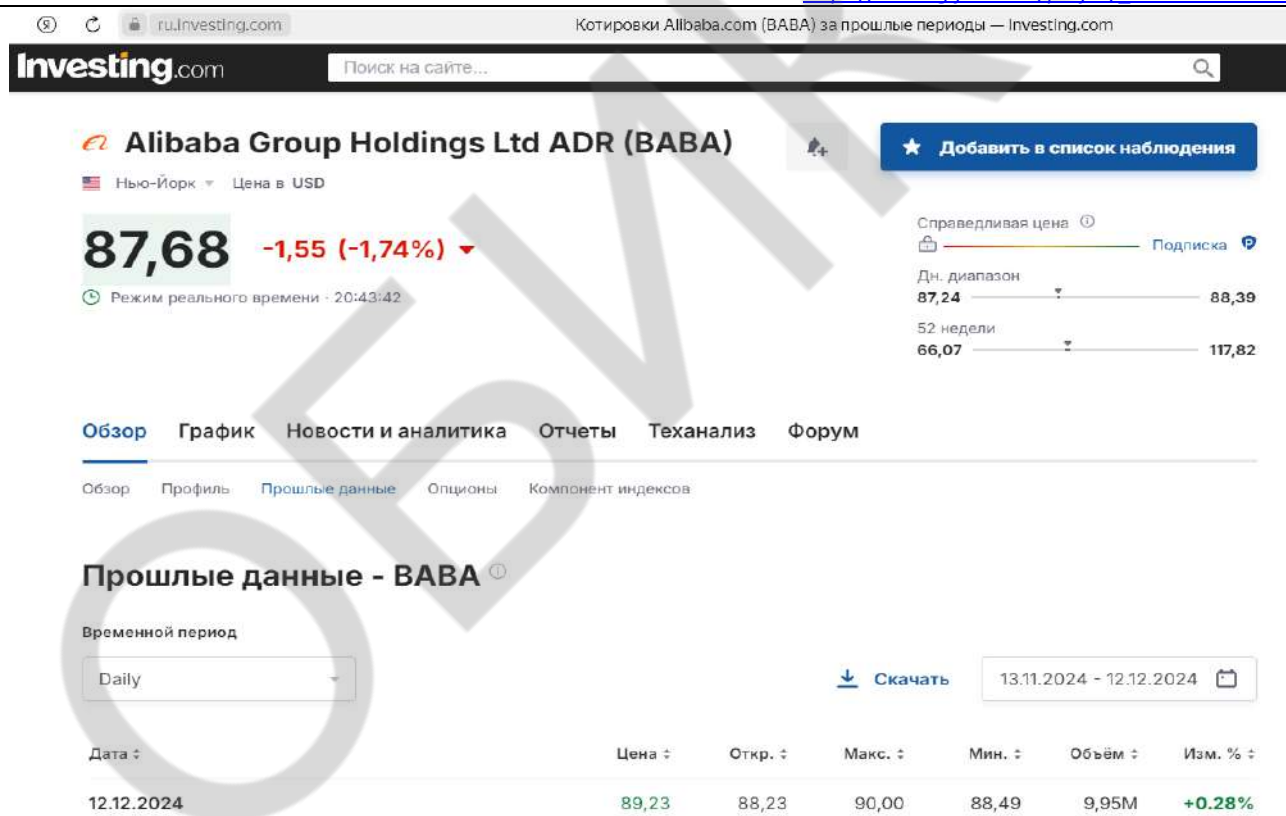 ru.investing.com Котировки Alibaba.com (BABA) за прошлые периоды — Investing.com
Investing.com Поиск на сайте...
Alibaba Group Holdings Ltd ADR (BABA)
Добавить в список наблюдения
Нью-Йорк Цена в USD
87,68 -1,55 (-1,74%)
Режим реального времени · 20:43:42
Справедливая цена
Подписка
Дн. диапазон
87,24 88,39
52 недели
66,07 117,82
Обзор График Новости и аналитика Отчеты Теханализ Форум
Обзор Профиль Прошлые данные Опционы Компонент индексов
Прошлые данные - BABA
Временной период
Daily Скачать 13.11.2024 - 12.12.2024
Дата Цена Откр. Макс. Мин. Объём Изм. %
12.12.2024 89,23 88,23 90,00 88,49 9,95M +0.28%